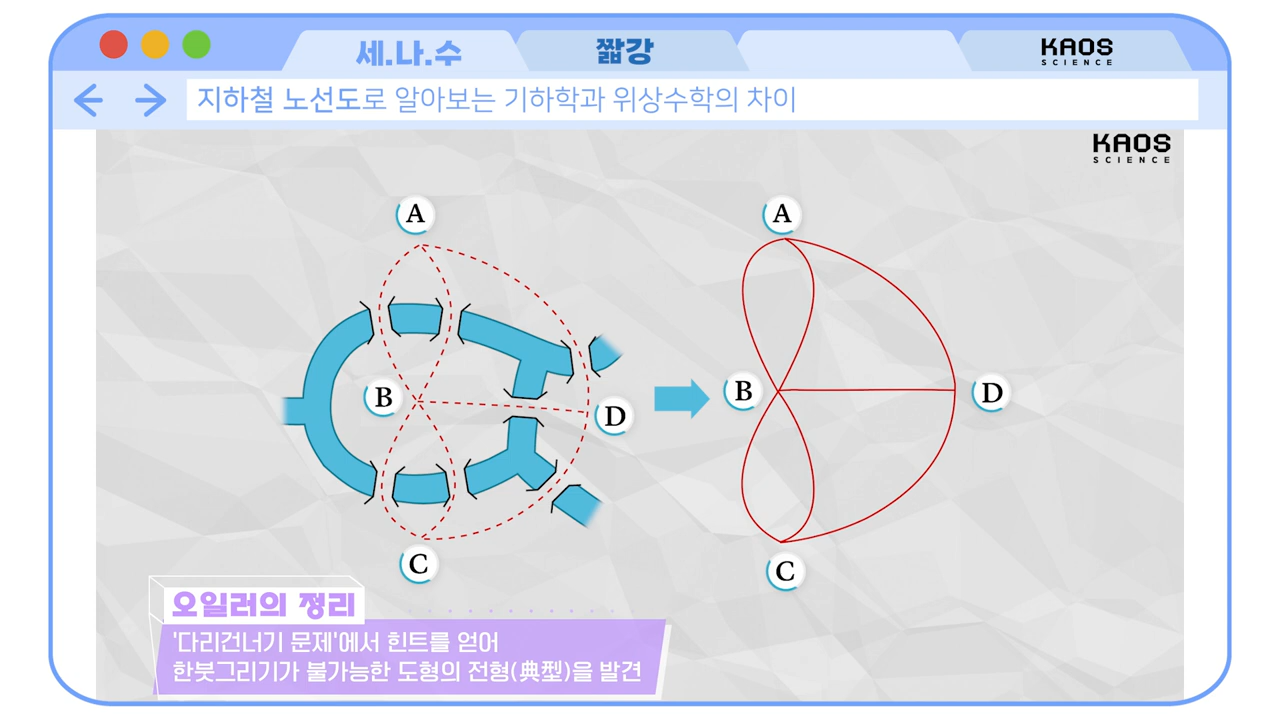 세.나.수
짧강
KAOS
SCIENCE
지하철 노선도로 알아보는 기하학과 위상수학의 차이
KAOS
SCIENCE
A
A
B
D
B
D
C
C
오일러의 정리
'다리건너기 문제'에서 힌트를 얻어
한붓그리기가 불가능한 도형의 전형(典型)을 발견